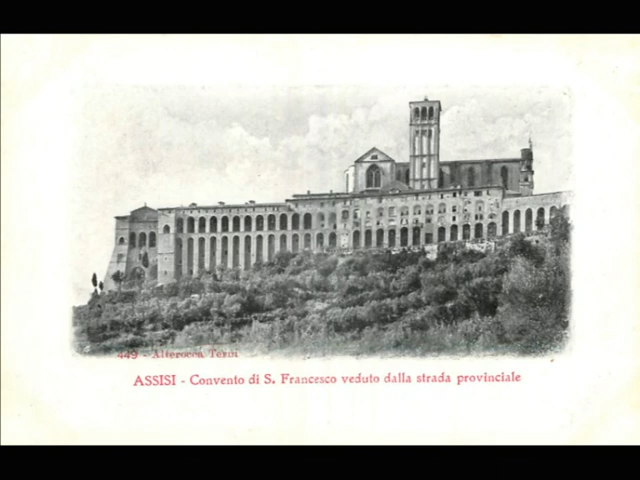 449 - Alterocca Terni
ASSISI - Convento di S. Francesco veduto dalla strada provinciale